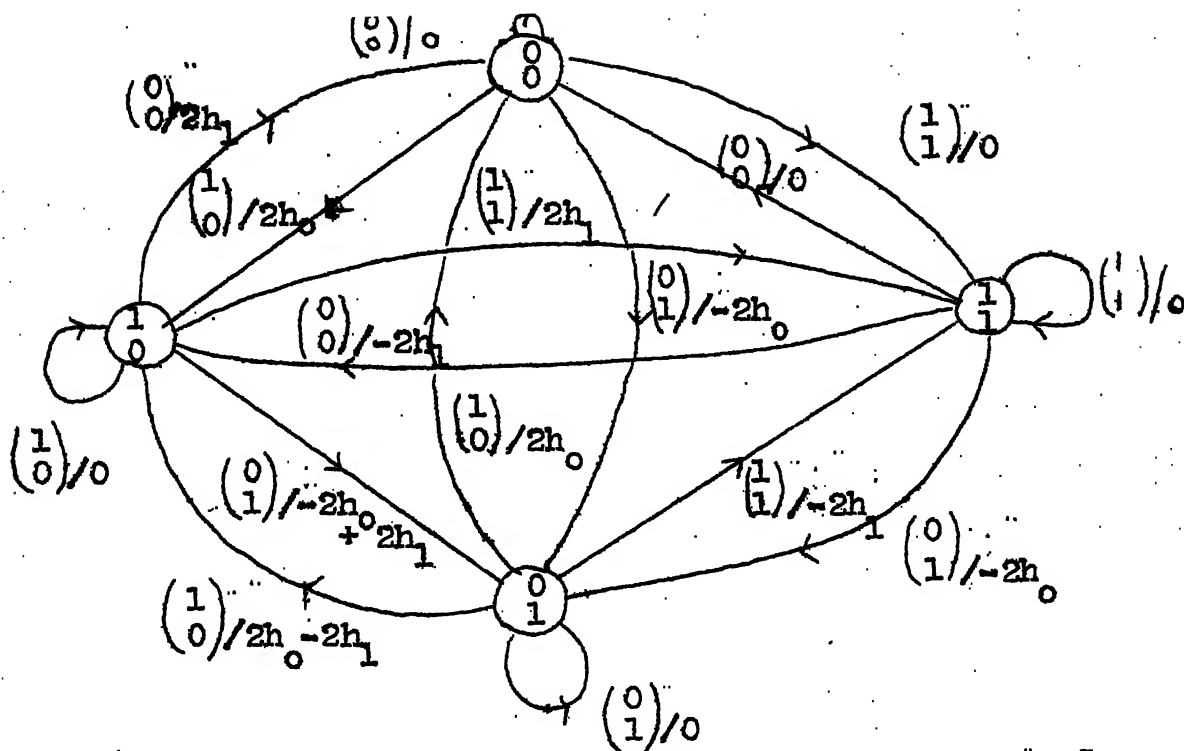 (0 0)/0
0 0
(0 0)/2h1
(1 1)/0
(0 0)/0
(1 0)/2h0
(1 1)/2h1
(0 1)/-2h0
1 1
(1 1)/0
1 0
(0 0)/-2h1
(1 0)/0
(1 0)/2h0
(0 1)/-2h0
+2h1
(1 1)/-2h1
(0 1)/-2h0
0 1
(1 0)/2h0-2h1
(0 1)/0